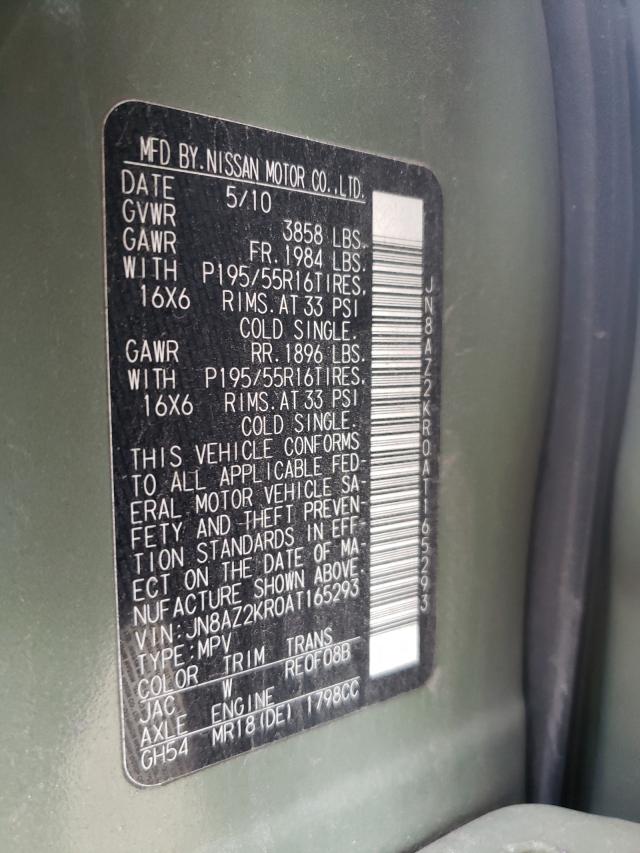 MFD BY.NISSAN MOTOR CO.,LTD.
DATE 5/10
GVWR 3858 LBS.
GAWR FR.1984 LBS.
WITH P195/55R16TIRES,
16X6 RIMS.AT 33 PSI
COLD SINGLE.
GAWR RR.1896 LBS.
WITH P195/55R16TIRES,
16X6 RIMS.AT 33 PSI
COLD SINGLE.
THIS VEHICLE CONFORMS
TO ALL APPLICABLE FED-
ERAL MOTOR VEHICLE SA-
FETY AND THEFT PREVEN-
TION STANDARDS IN EFF-
ECT ON THE DATE OF MA-
NUFACTURE SHOWN ABOVE.
VIN:JN8AZ2KR0AT165293
TYPE:MPV
COLOR TRIM TRANS
JAC W RE0F08B
AXLE ENGINE
GH54 MR18(DE) 1798CC
JN8AZ2KR0AT165293